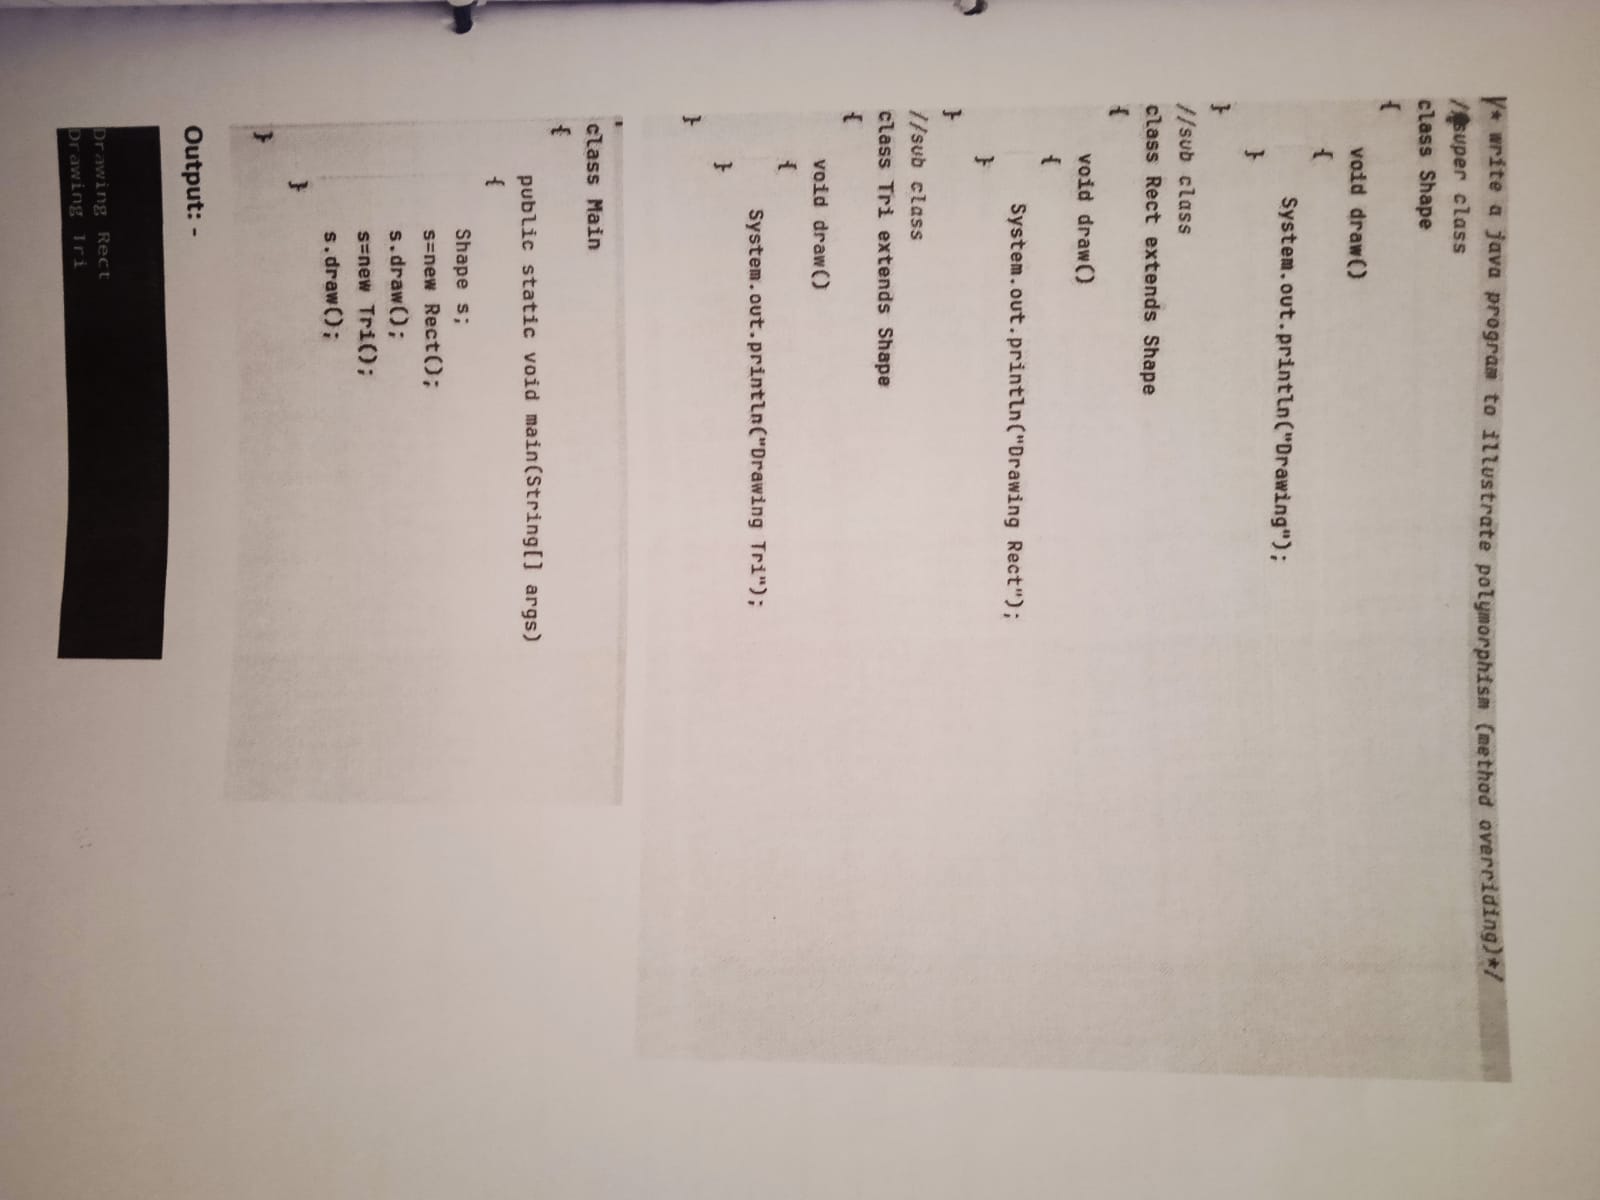 /* write a java program to illustrate polymorphism (method overriding)*/
//super class
class Shape
{
void draw()
{
System.out.println("Drawing");
}
}
//sub class
class Rect extends Shape
{
void draw()
{
System.out.println("Drawing Rect");
}
}
//sub class
class Tri extends Shape
{
void draw()
{
System.out.println("Drawing Tri");
}
}
class Main
{
public static void main(String[] args)
{
Shape s;
s=new Rect();
s.draw();
s=new Tri();
s.draw();
}
}
Output: -
Drawing Rect
Drawing Tri